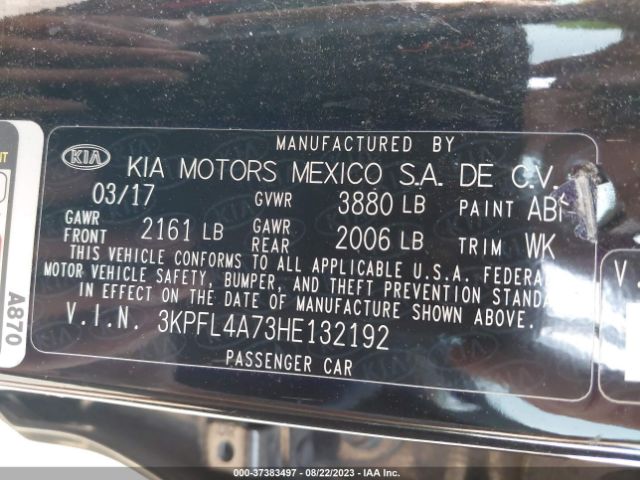 MANUFACTURED BY
KIA KIA MOTORS MEXICO S.A. DE C.V.
03/17 GVWR 3880 LB PAINT
GAWR FRONT 2161 LB GAWR REAR 2006 LB TRIM WK
THIS VEHICLE CONFORMS TO ALL APPLICABLE U.S.A. FEDERA
MOTOR VEHICLE SAFETY, BUMPER, AND THEFT PREVENTION STANDA
IN EFFECT ON THE DATE OF MANUFACTURE SHOWN ABOVE.
V.I.N. 3KPFL4A73HE132192
PASSENGER CAR
A870
000-37383497 - 08/22/2023 - IAA Inc.